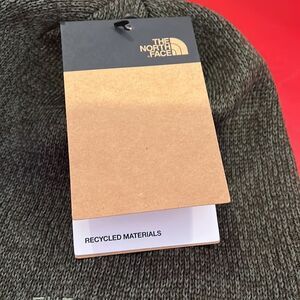 THE
NORTH
FACE
RECYCLED MATERIALS